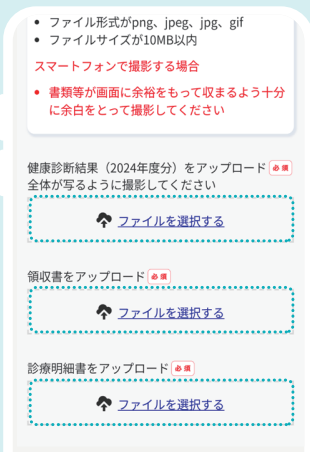 ファイル形式がpng、jpeg、jpg、gif
ファイルサイズが10MB以内
スマートフォンで撮影する場合
書類等が画面に余裕をもって収まるよう十分
に余白をとって撮影してください
健康診断結果（2024年度分）をアップロード 必須
全体が写るように撮影してください
ファイルを選択する
領収書をアップロード 必須
ファイルを選択する
診療明細書をアップロード 必須
ファイルを選択する